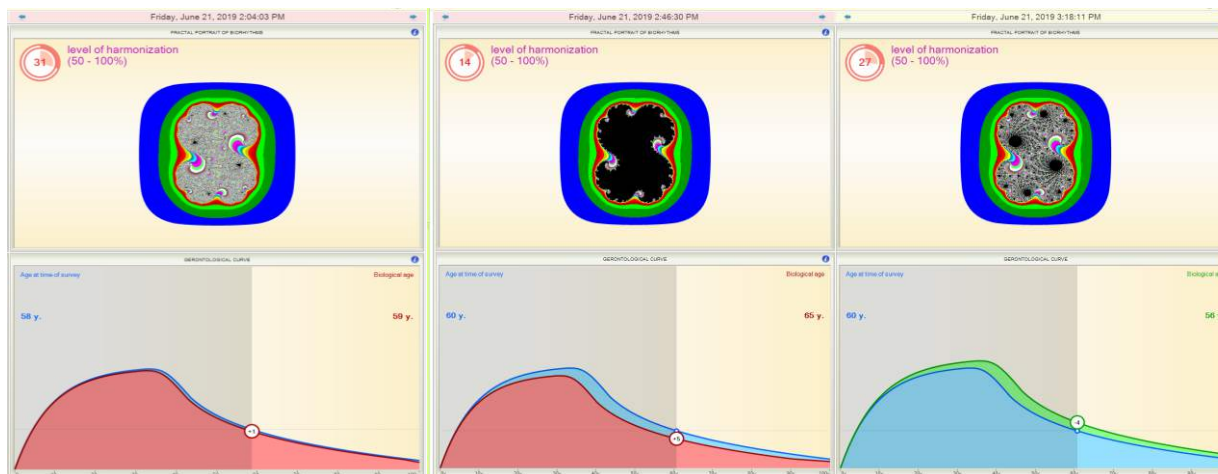 Friday, June 21, 2019 2:04:03 PM
FRACTAL PORTRAIT OF BIORHYTHMS
31
level of harmonization
(50 - 100%)
GERONTOLOGICAL CURVE
Age at time of survey
Biological age
58 y.
59 y.
+1
Friday, June 21, 2019 2:46:30 PM
FRACTAL PORTRAIT OF BIORHYTHMS
14
level of harmonization
(50 - 100%)
GERONTOLOGICAL CURVE
Age at time of survey
Biological age
60 y.
65 y.
+5
Friday, June 21, 2019 3:18:11 PM
FRACTAL PORTRAIT OF BIORHYTHMS
27
level of harmonization
(50 - 100%)
GERONTOLOGICAL CURVE
Age at time of survey
Biological a
60 y.
56
-4